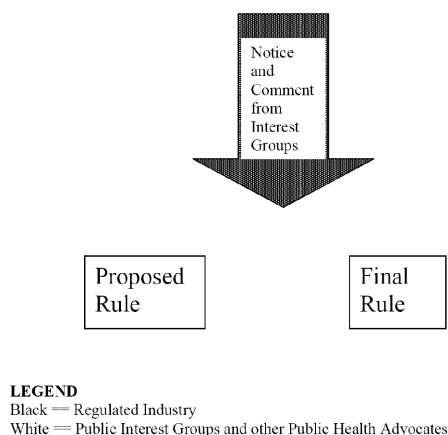 Notice
and
Comment
from
Interest
Groups
Proposed
Rule
Final
Rule
LEGEND
Black == Regulated Industry
White == Public Interest Groups and other Public Health Advocates